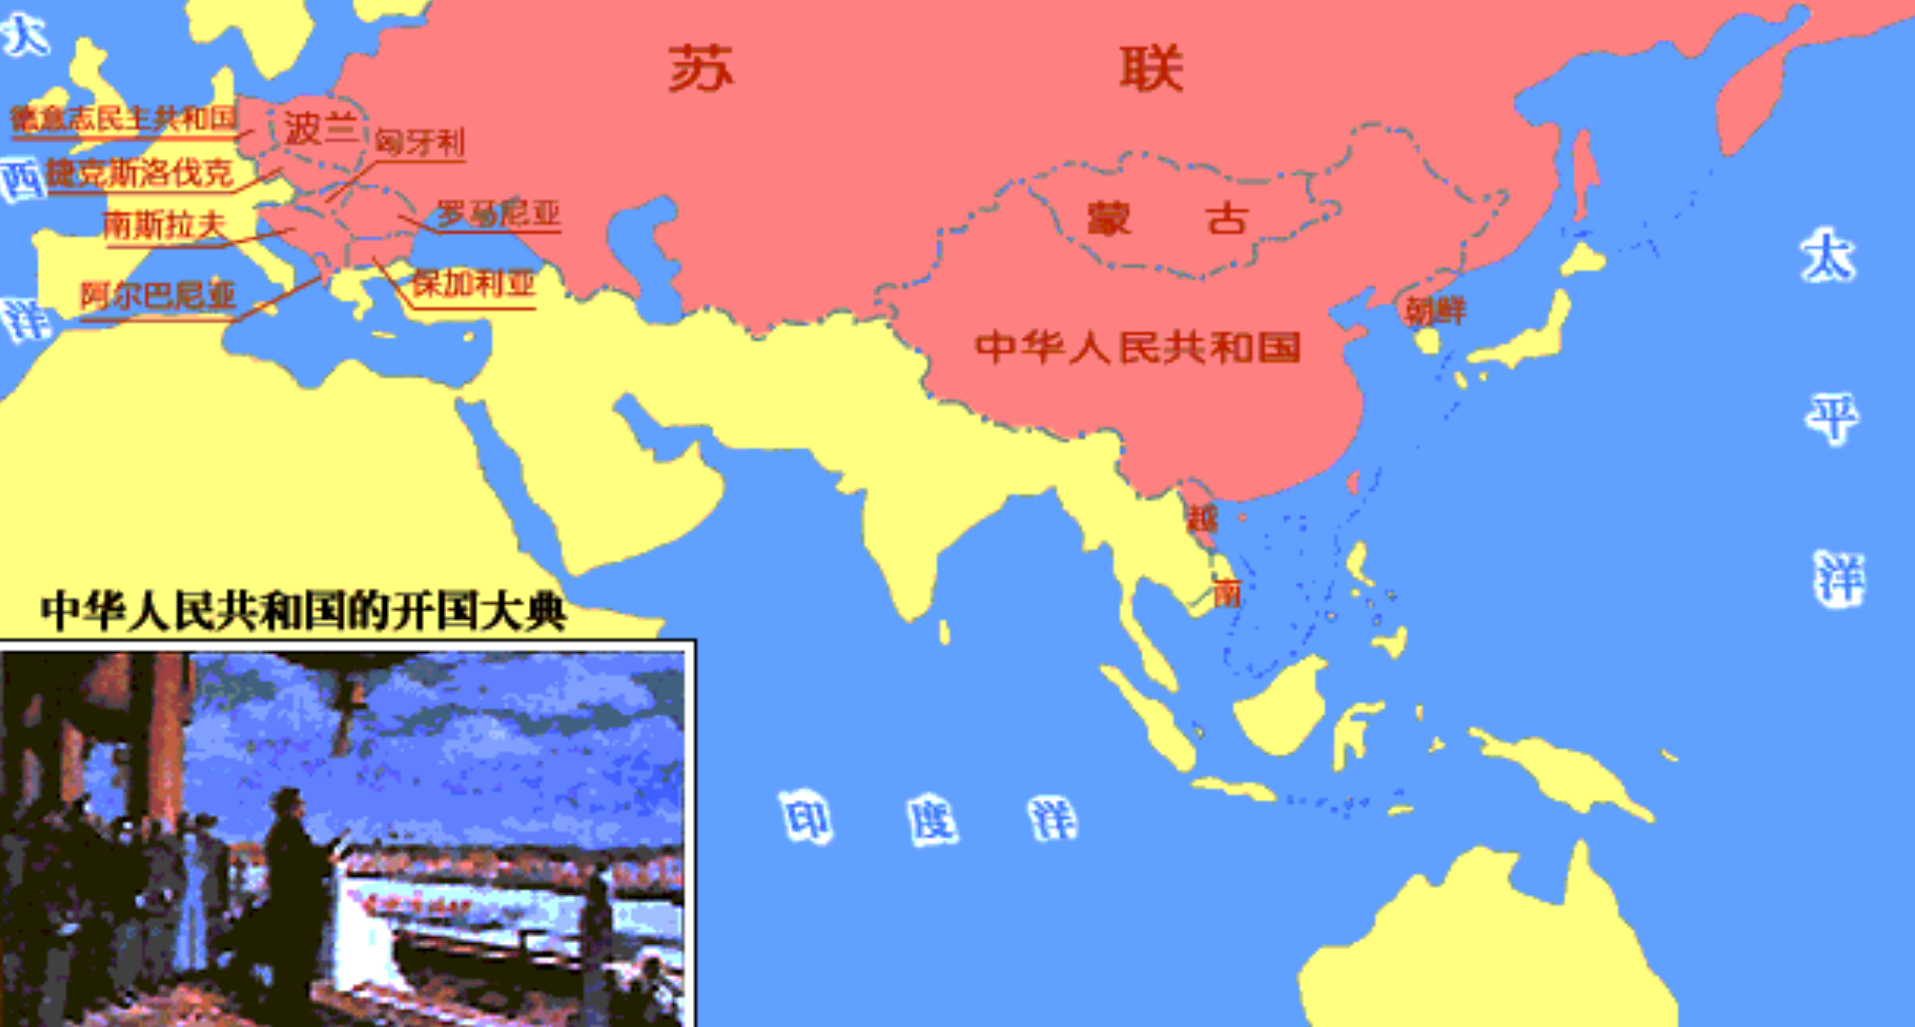 大西洋
苏联
德意志民主共和国
波兰
匈牙利
捷克斯洛伐克
南斯拉夫
罗马尼亚
阿尔巴尼亚
保加利亚
蒙古
中华人民共和国
朝鲜
越南
太平洋
印度洋
中华人民共和国的开国大典